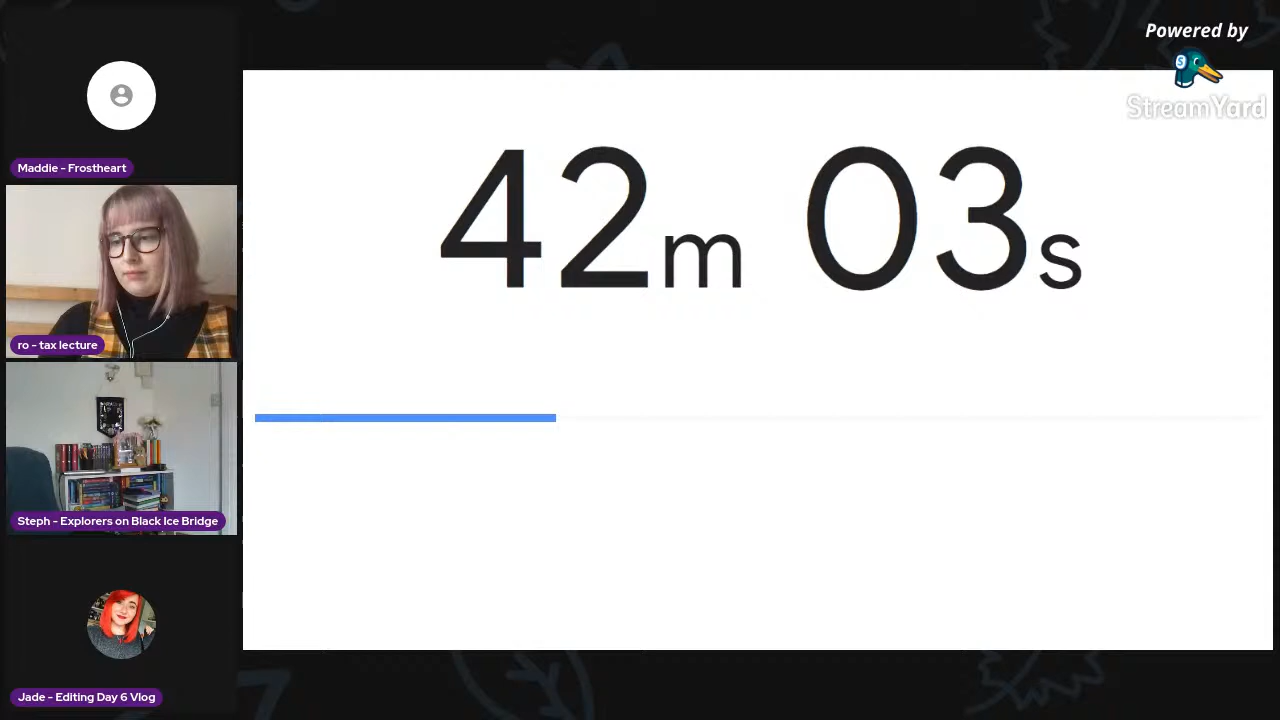 Powered by
StreamYard
Maddie - Frostheart
ro - tax lecture
Steph - Explorers on Black Ice Bridge
Jade - Editing Day 6 Vlog
42m 03s